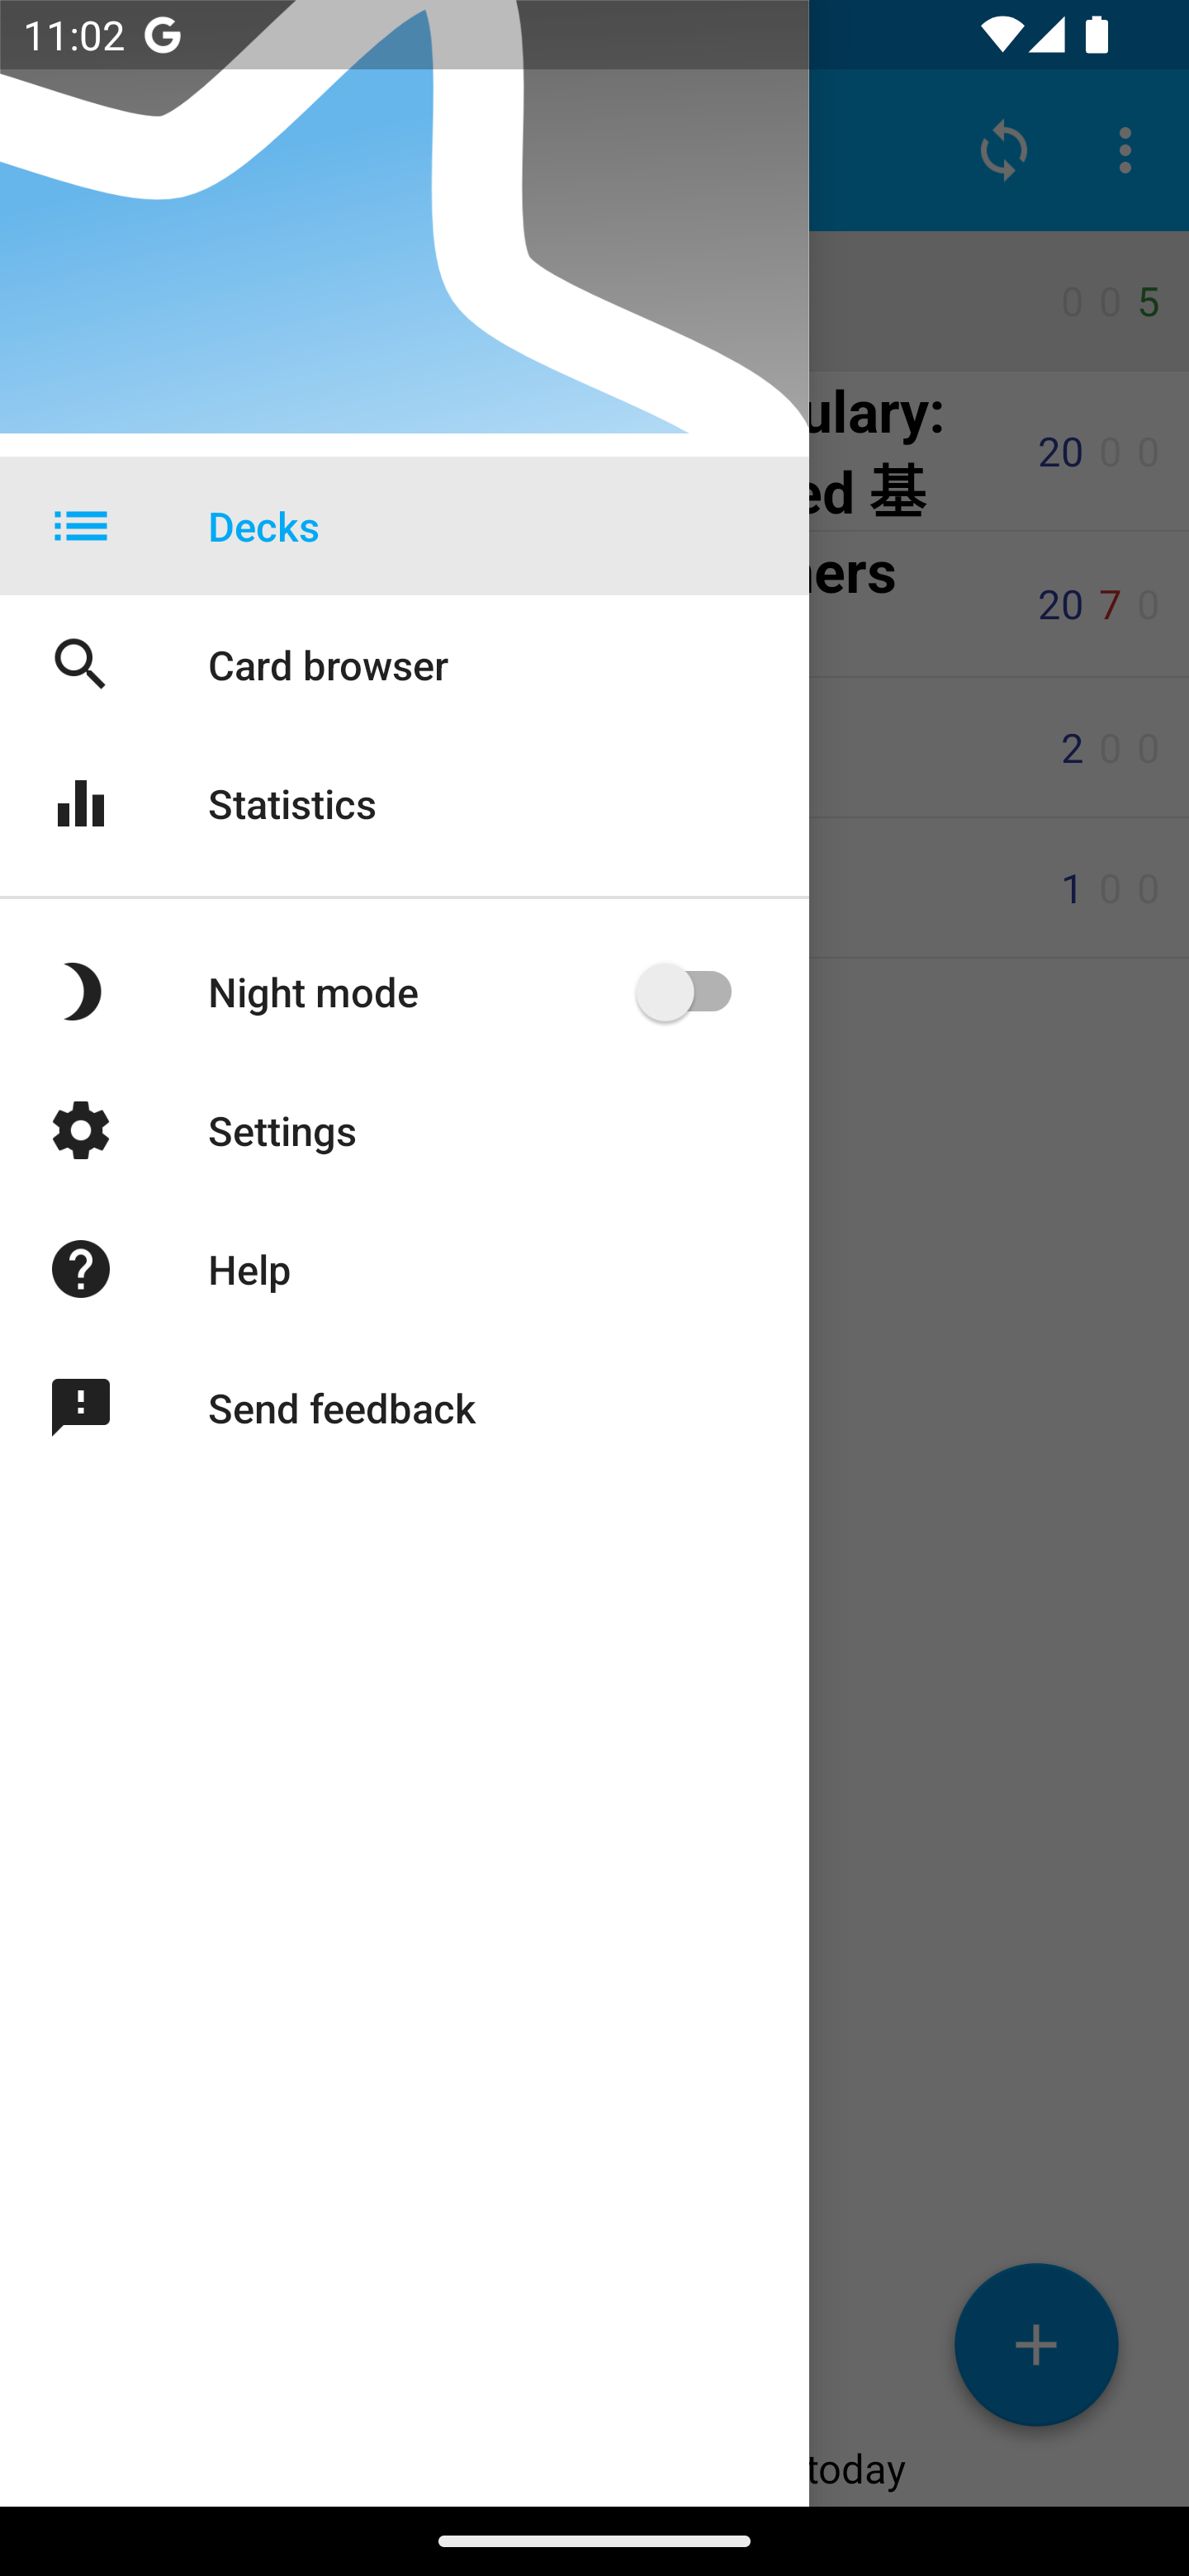 11:02
0 0 5
ulary:
ed 基
20 0 0
ers
20 7 0
2 0 0
1 0 0
Decks
Card browser
Statistics
Night mode
Settings
Help
Send feedback
today